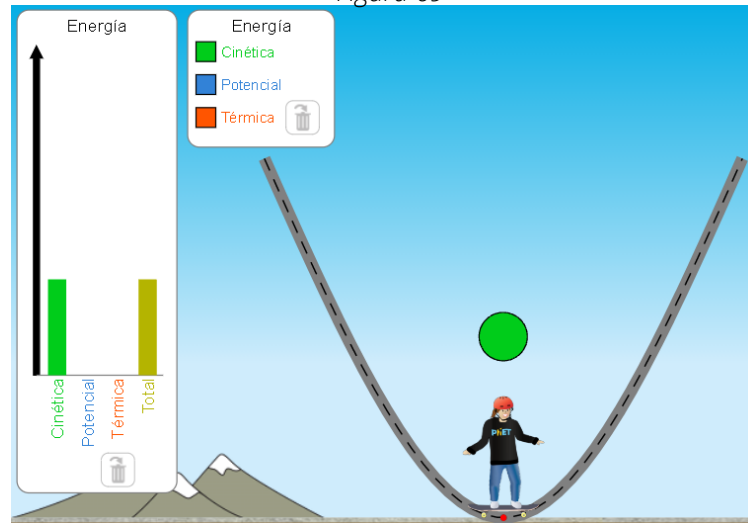 Energía
Cinética
Potencial
Térmica
Total
Energía
Cinética
Potencial
Térmica
PhET